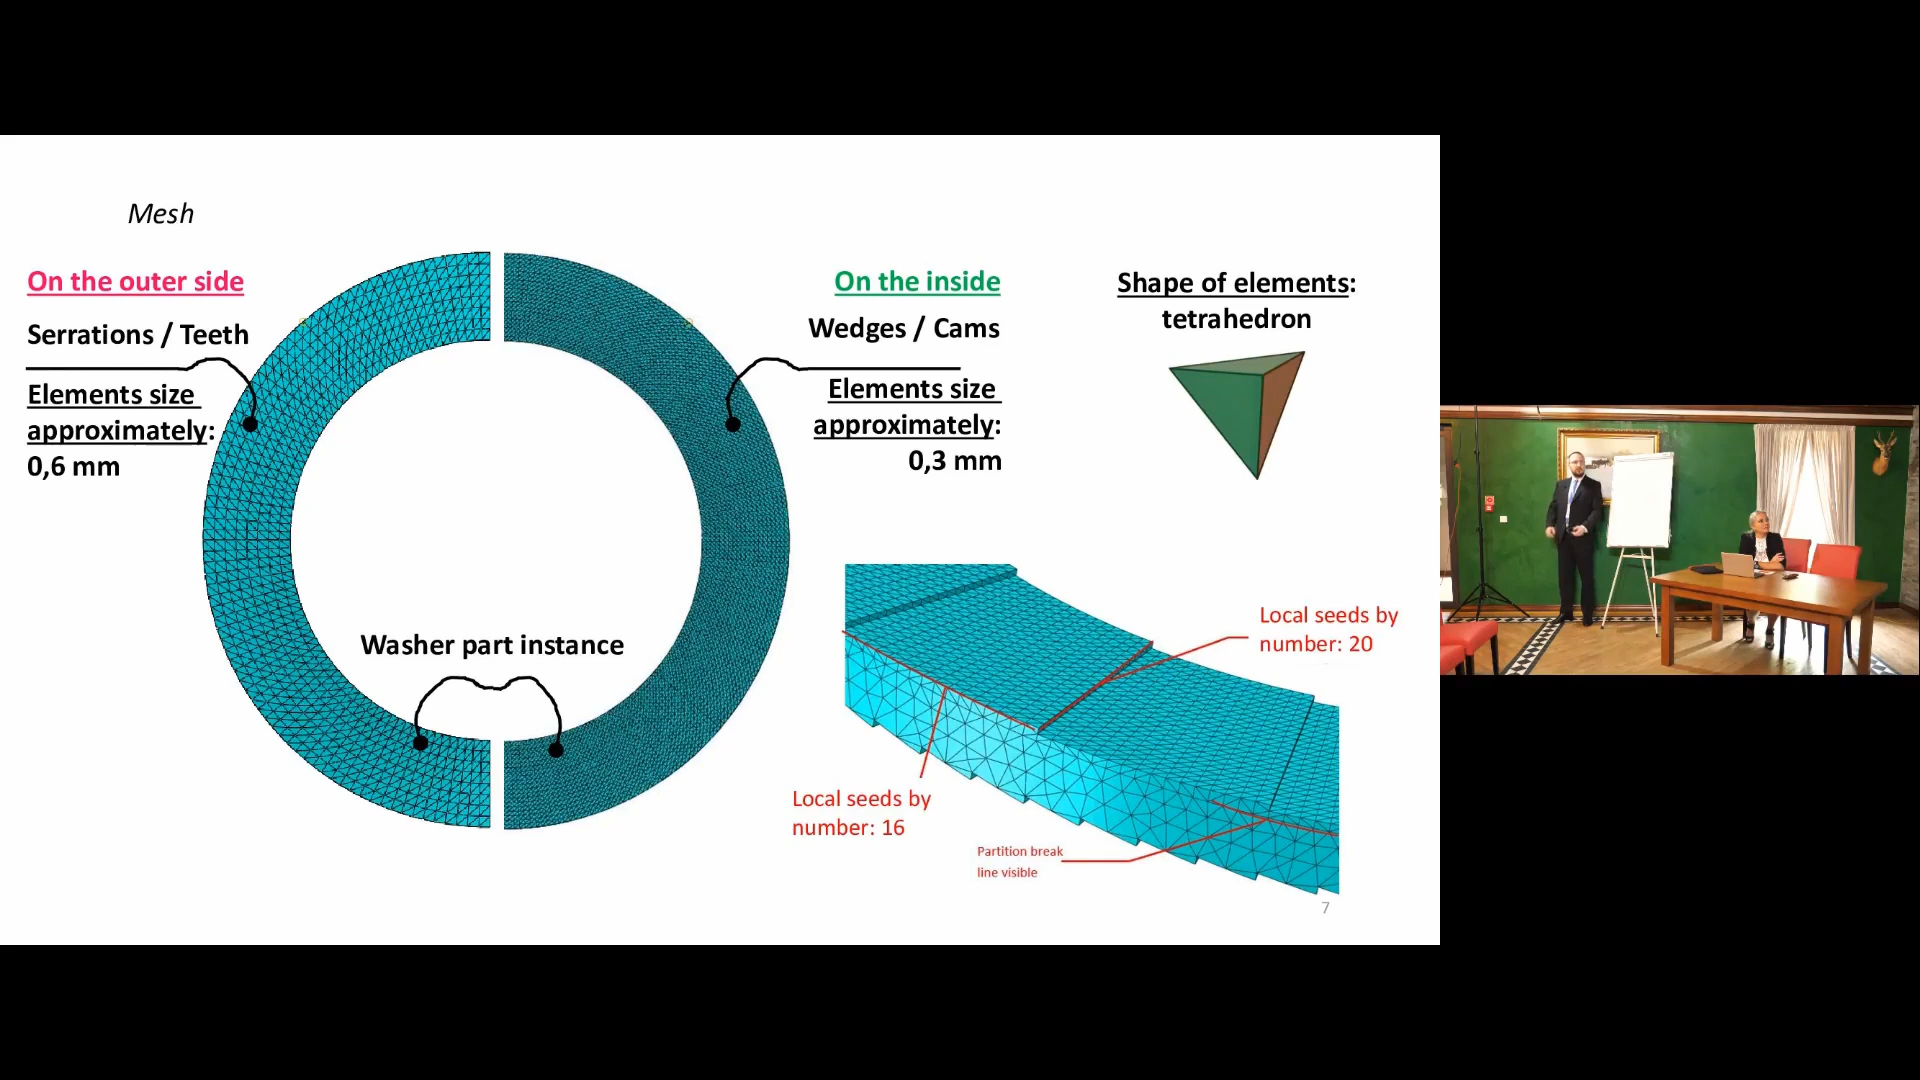 Mesh
On the outer side
Serrations / Teeth
Elements size
approximately:
0,6 mm
On the inside
Wedges / Cams
Elements size
approximately:
0,3 mm
Shape of elements:
tetrahedron
Washer part instance
Local seeds by
number: 20
Local seeds by
number: 16
Partition break
line visible
7